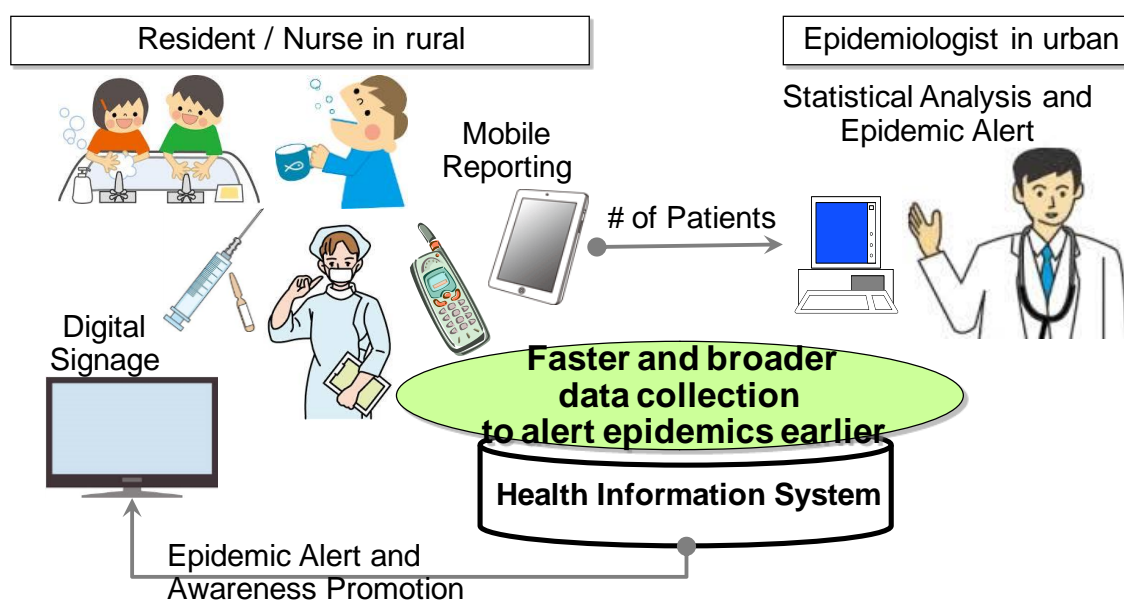 Resident / Nurse in rural
Epidemiologist in urban
Statistical Analysis and
Epidemic Alert
Mobile
Reporting
# of Patients
Digital
Signage
Faster and broader
data collection
to alert epidemics earlier
Health Information System
Epidemic Alert and
Awareness Promotion